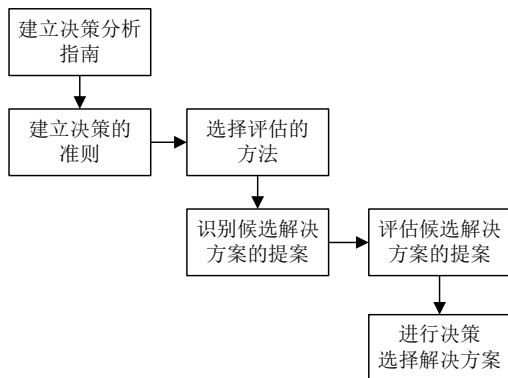 建立决策分析
指南
建立决策的
准则
选择评估的
方法
识别候选解决
方案的提案
评估候选解决
方案的提案
进行决策
选择解决方案